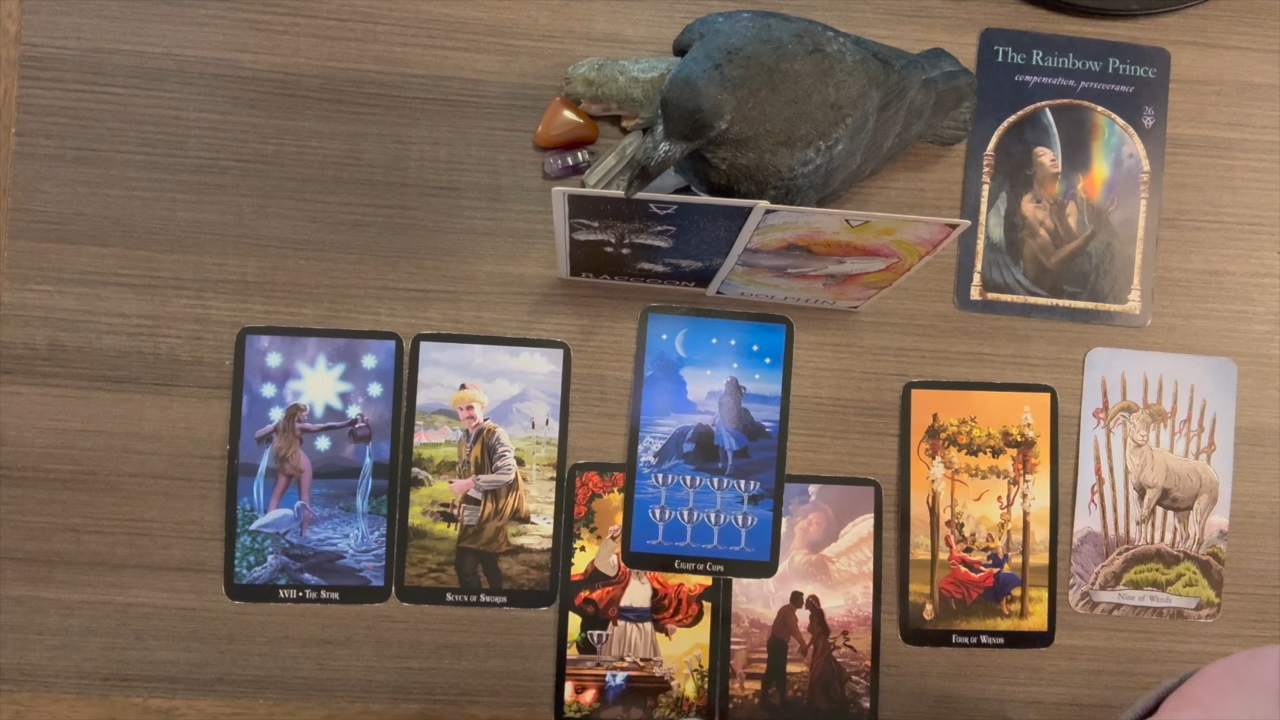 The Rainbow Prince
compensation, perseverance
26
RACCOON
DOLPHIN
XVII • The Star
Seven of Swords
Eight of Cups
Four of Wands
Nine of Wands